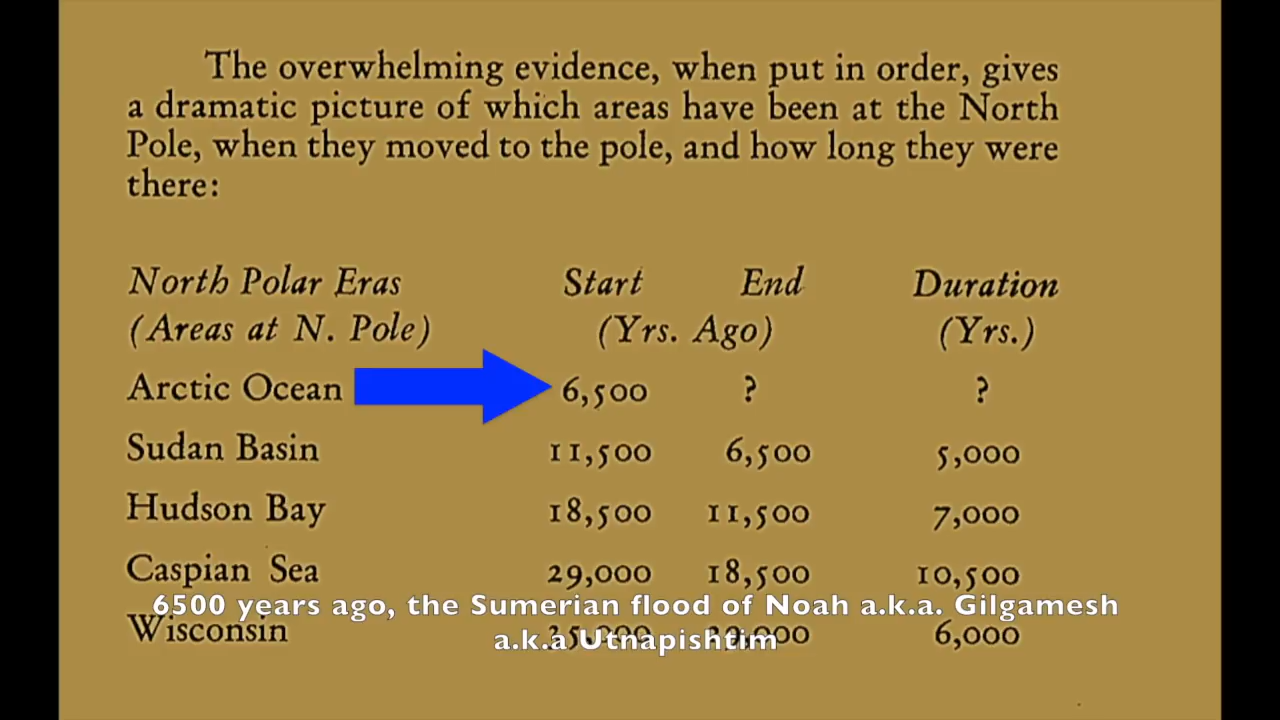 The overwhelming evidence, when put in order, gives
a dramatic picture of which areas have been at the North
Pole, when they moved to the pole, and how long they were
there:
North Polar Eras Start End Duration
(Areas at N. Pole) (Yrs. Ago) (Yrs.)
Arctic Ocean 6,500 ? ?
Sudan Basin 11,500 6,500 5,000
Hudson Bay 18,500 11,500 7,000
Caspian Sea 29,000 18,500 10,500
6500 years ago, the Sumerian flood of Noah a.k.a. Gilgamesh
Wisconsin 6,000
a.k.a Utnapishtim